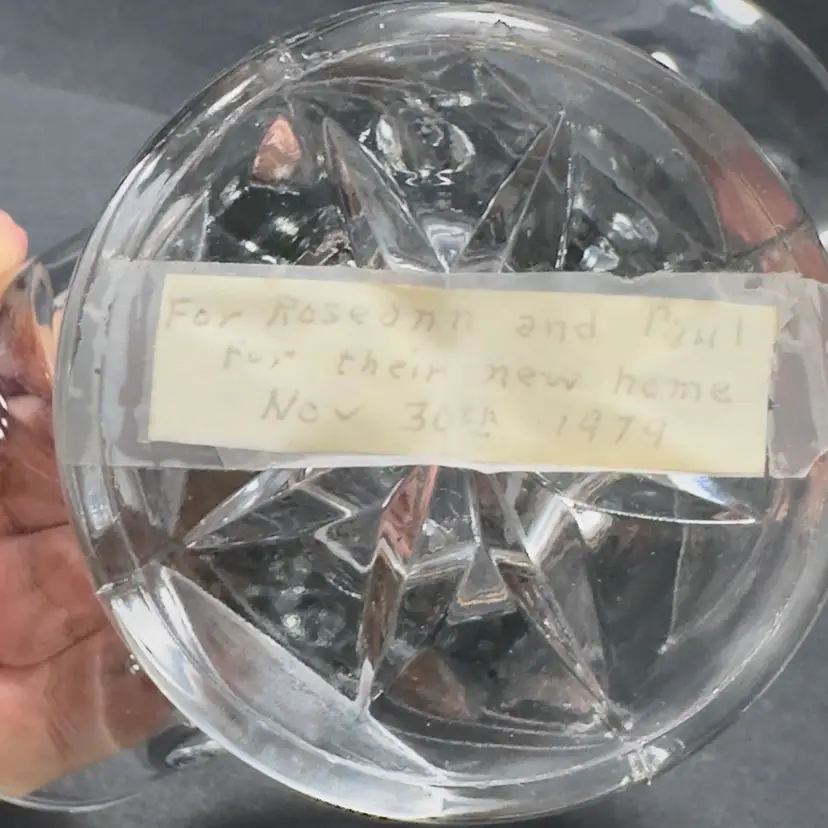 For Roseann and Paul
For their new home
Nov 30th 1979